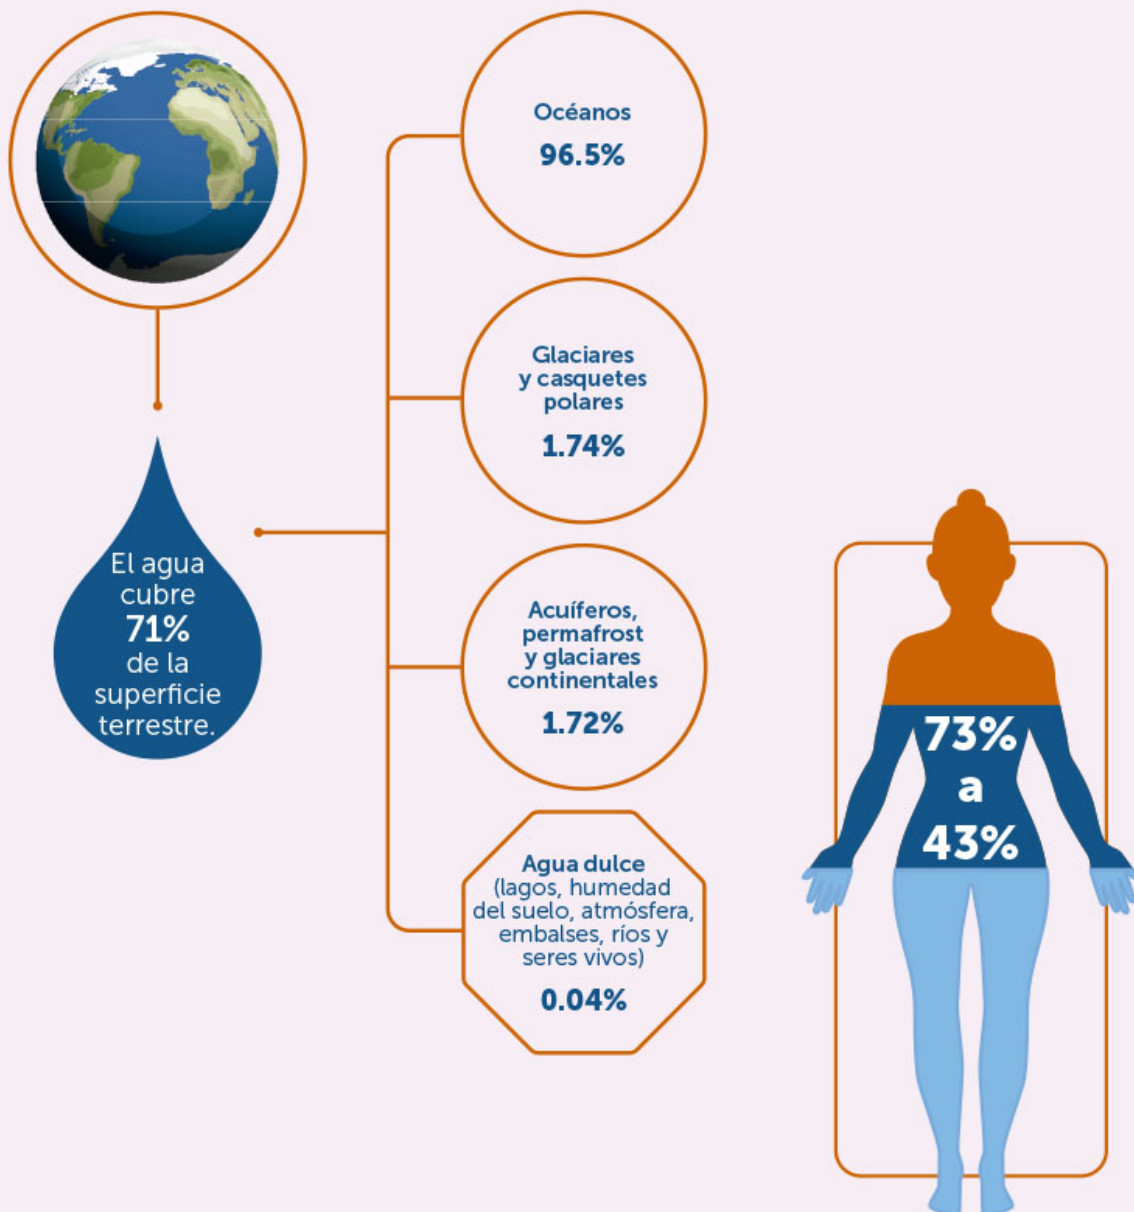 El agua
cubre
71%
de la
superficie
terrestre.
Océanos
96.5%
Glaciares
y casquetes
polares
1.74%
Acuíferos,
permafrost
y glaciares
continentales
1.72%
Agua dulce
(lagos, humedad
del suelo, atmósfera,
embalses, ríos y
seres vivos)
0.04%
73%
a
43%